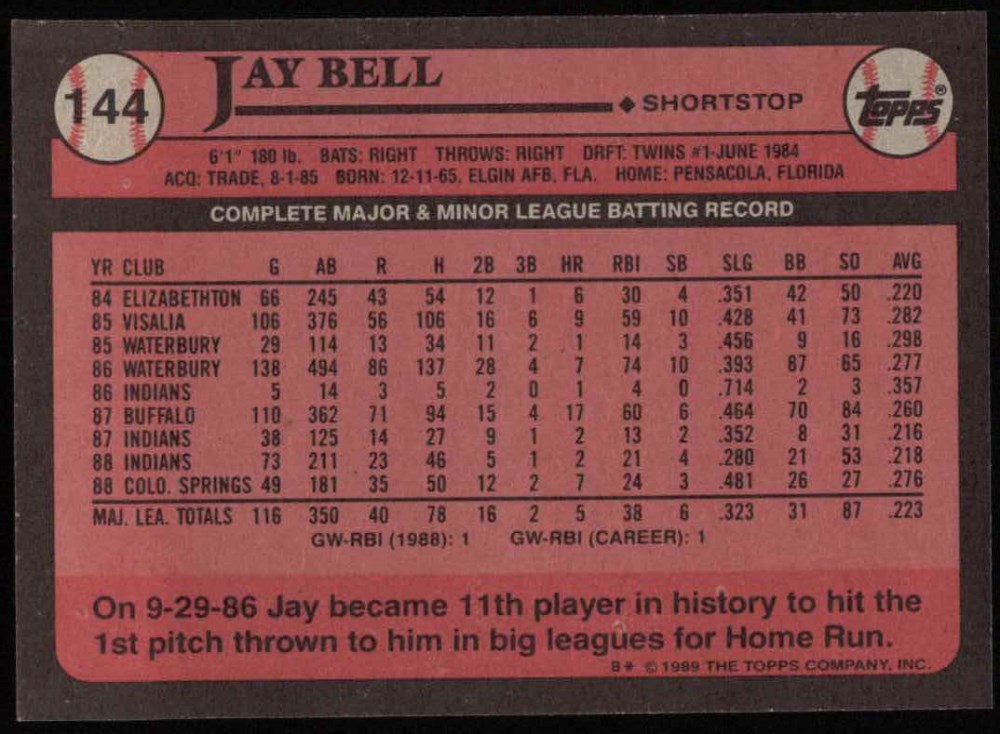 144
JAY BELL
◆ SHORTSTOP
topps®
6'1" 180 lb. BATS: RIGHT THROWS: RIGHT DRFT: TWINS #1-JUNE 1984
ACQ: TRADE, 8-1-85 BORN: 12-11-65, ELGIN AFB, FLA. HOME: PENSACOLA, FLORIDA
COMPLETE MAJOR & MINOR LEAGUE BATTING RECORD
YR CLUB G AB R H 2B 3B HR RBI SB SLG BB SO AVG
84 ELIZABETHTON 66 245 43 54 12 1 6 30 4 .351 42 50 .220
85 VISALIA 106 376 56 106 16 6 9 59 10 .428 41 73 .282
85 WATERBURY 29 114 13 34 11 2 1 14 3 .456 9 16 .298
86 WATERBURY 138 494 86 137 28 4 7 74 10 .393 87 65 .277
86 INDIANS 5 14 3 5 2 0 1 4 0 .714 2 3 .357
87 BUFFALO 110 362 71 94 15 4 17 60 6 .464 70 84 .260
87 INDIANS 38 125 14 27 9 1 2 13 2 .352 8 31 .216
88 INDIANS 73 211 23 46 5 1 2 21 4 .280 21 53 .218
88 COLO. SPRINGS 49 181 35 50 12 2 7 24 3 .481 26 27 .276
MAJ. LEA. TOTALS 116 350 40 78 16 2 5 38 6 .323 31 87 .223
GW-RBI (1988): 1 GW-RBI (CAREER): 1
On 9-29-86 Jay became 11th player in history to hit the
1st pitch thrown to him in big leagues for Home Run.
B* © 1989 THE TOPPS COMPANY, INC.